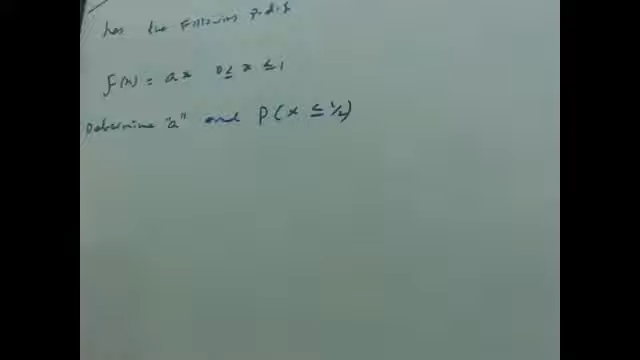 has the following p.d.f
f(x) = ax 0 ≤ x ≤ 1
Determine "a" and P(x ≤ 1/2)